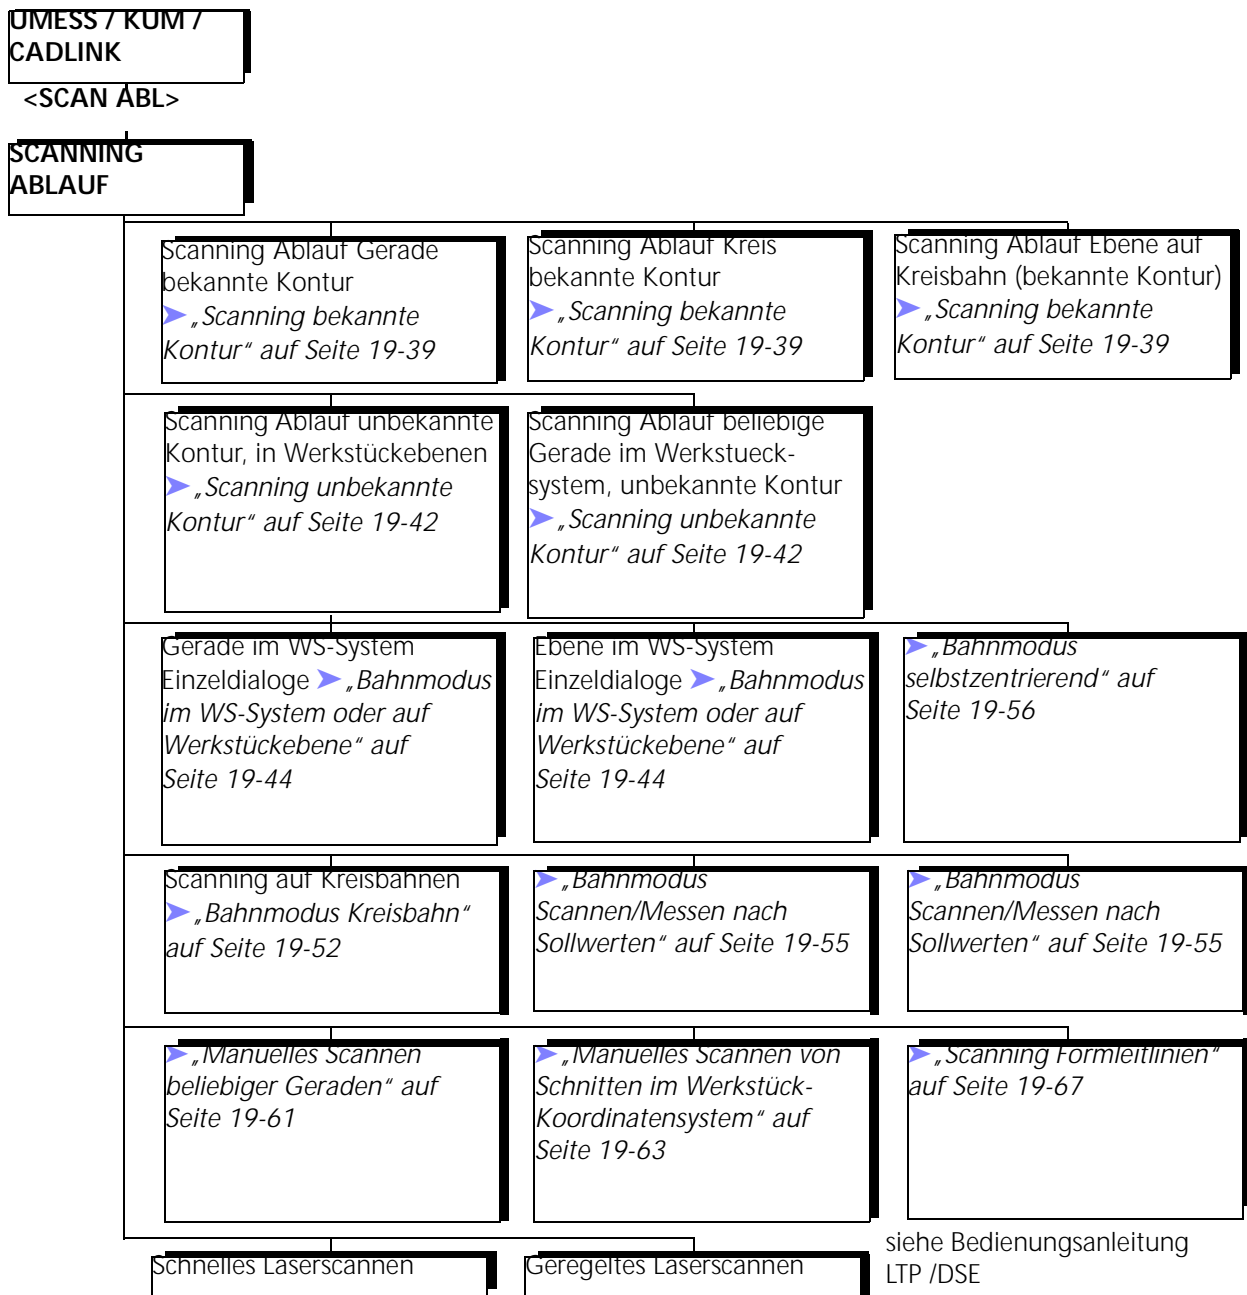 UMESS / KUM /
CADLINK
<SCAN ABL>
SCANNING
ABLAUF
Scanning Ablauf Gerade
bekannte Kontur
➤ „Scanning bekannte
Kontur“ auf Seite 19-39
Scanning Ablauf Kreis
bekannte Kontur
➤ „Scanning bekannte
Kontur“ auf Seite 19-39
Scanning Ablauf Ebene auf
Kreisbahn (bekannte Kontur)
➤ „Scanning bekannte
Kontur“ auf Seite 19-39
Scanning Ablauf unbekannte
Kontur, in Werkstückebenen
➤ „Scanning unbekannte
Kontur“ auf Seite 19-42
Scanning Ablauf beliebige
Gerade im Werkstueck-
system, unbekannte Kontur
➤ „Scanning unbekannte
Kontur“ auf Seite 19-42
Gerade im WS-System
Einzeldialoge ➤ „Bahnmodus
im WS-System oder auf
Werkstückebene“ auf
Seite 19-44
Ebene im WS-System
Einzeldialoge ➤ „Bahnmodus
im WS-System oder auf
Werkstückebene“ auf
Seite 19-44
➤ „Bahnmodus
selbstzentrierend“ auf
Seite 19-56
Scanning auf Kreisbahnen
➤ „Bahnmodus Kreisbahn“
auf Seite 19-52
➤ „Bahnmodus
Scannen/Messen nach
Sollwerten“ auf Seite 19-55
➤ „Bahnmodus
Scannen/Messen nach
Sollwerten“ auf Seite 19-55
➤ „Manuelles Scannen
beliebiger Geraden“ auf
Seite 19-61
➤ „Manuelles Scannen von
Schnitten im Werkstück-
Koordinatensystem“ auf
Seite 19-63
➤ „Scanning Formleitlinien“
auf Seite 19-67
Schnelles Laserscannen
Geregeltes Laserscannen
siehe Bedienungsanleitung
LTP /DSE